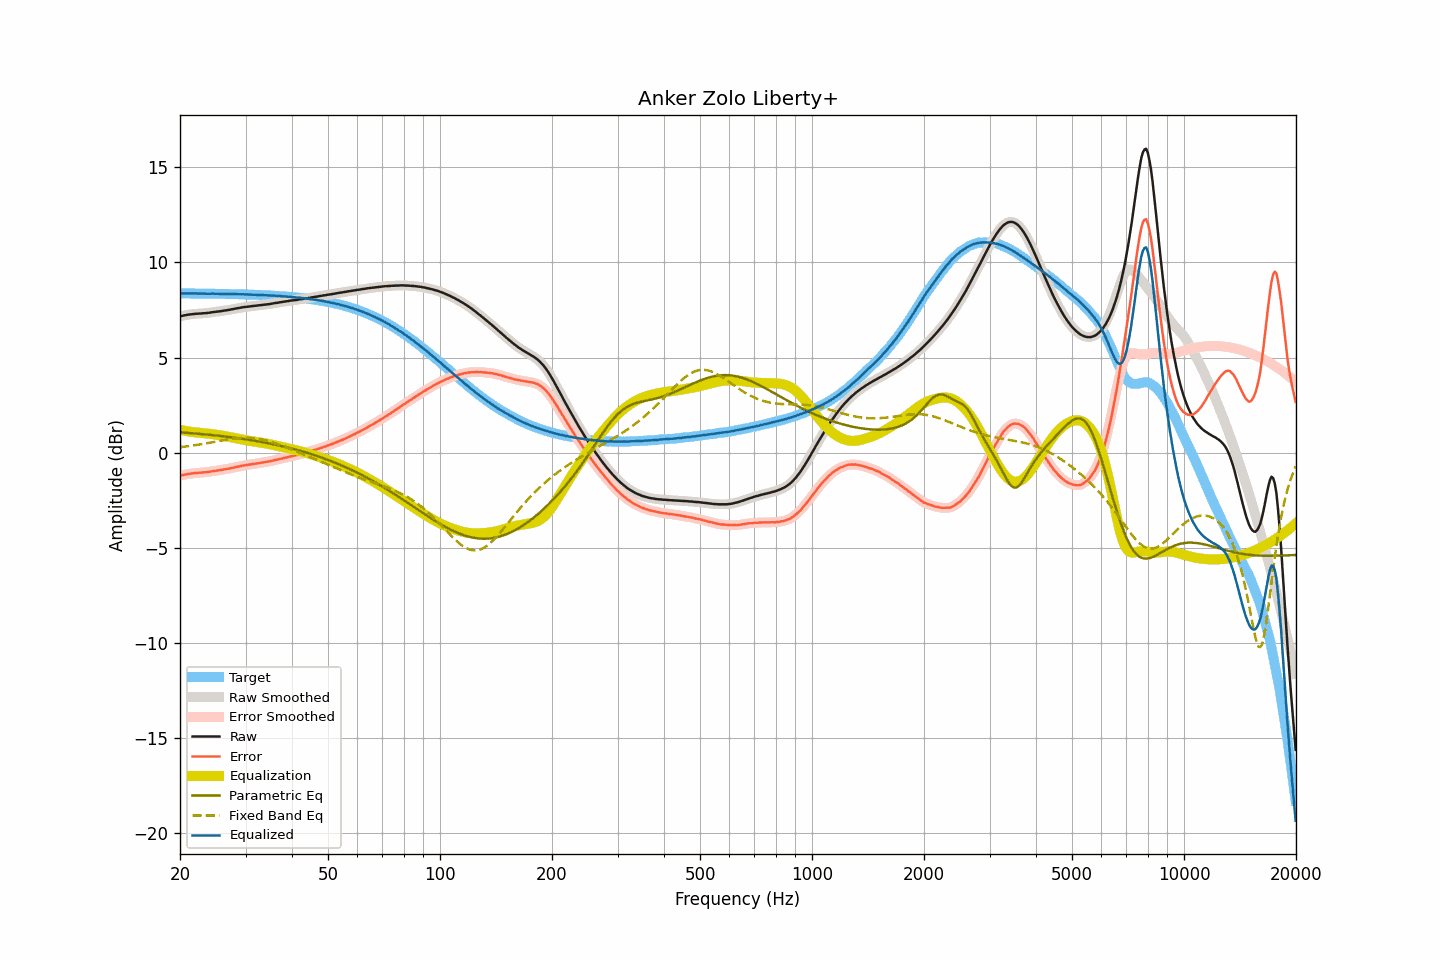 Anker Zolo Liberty+
Amplitude (dBr)
15
10
5
0
−5
−10
−15
−20
Target
Raw Smoothed
Error Smoothed
Raw
Error
Equalization
Parametric Eq
Fixed Band Eq
Equalized
20 50 100 200 500 1000 2000 5000 10000 20000
Frequency (Hz)